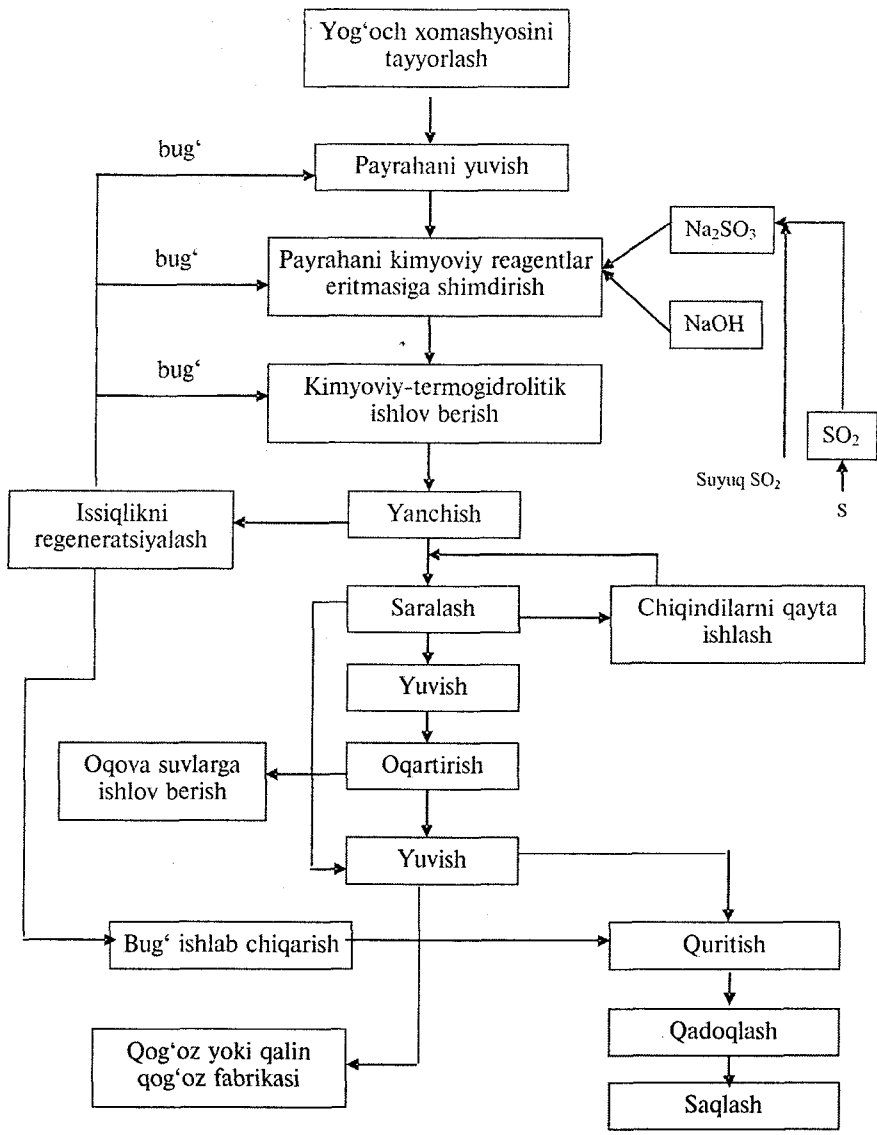 Yog‘och xomashyosini
tayyorlash
bug‘
Payrahani yuvish
Na₂SO₃
bug‘
Payrahani kimyoviy reagentlar
eritmasiga shimdirish
NaOH
bug‘
Kimyoviy-termogidrolitik
ishlov berish
SO₂
Suyuq SO₂
S
Issiqlikni
regeneratsiyalash
Yanchish
Saralash
Chiqindilarni qayta
ishlash
Yuvish
Oqova suvlarga
ishlov berish
Oqartirish
Yuvish
Bug‘ ishlab chiqarish
Quritish
Qog‘oz yoki qalin
qog‘oz fabrikasi
Qadoqlash
Saqlash